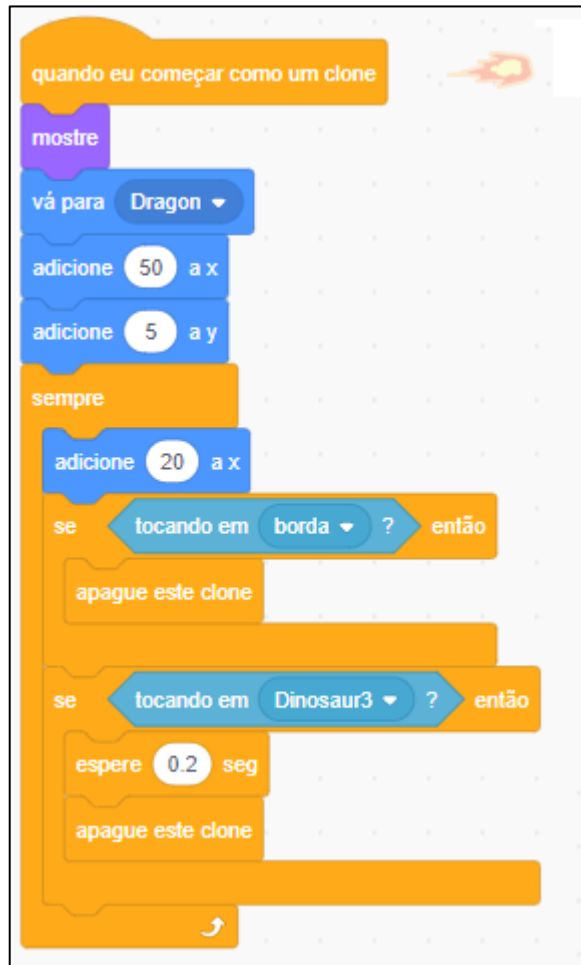 quando eu começar como um clone
mostre
vá para Dragon
adicione 50 a x
adicione 5 a y
sempre
adicione 20 a x
se tocando em borda ? então
apague este clone
se tocando em Dinosaur3 ? então
espere 0.2 seg
apague este clone